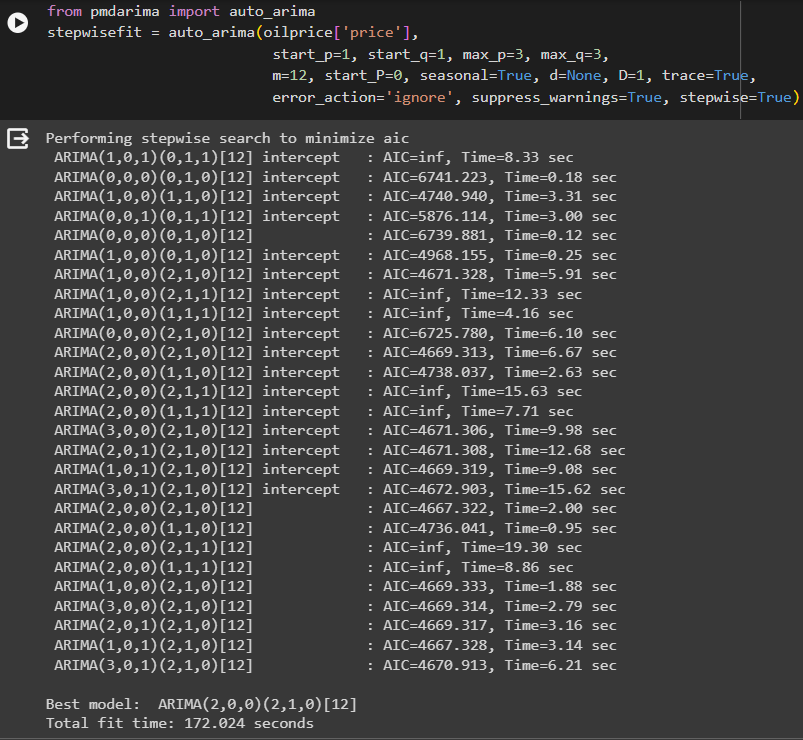 from pmdarima import auto_arima
stepwisefit = auto_arima(oilprice['price'],
start_p=1, start_q=1, max_p=3, max_q=3,
m=12, start_P=0, seasonal=True, d=None, D=1, trace=True,
error_action='ignore', suppress_warnings=True, stepwise=True)
Performing stepwise search to minimize aic
ARIMA(1,0,1)(0,1,1)[12] intercept   : AIC=inf, Time=8.33 sec
ARIMA(0,0,0)(0,1,0)[12] intercept   : AIC=6741.223, Time=0.18 sec
ARIMA(1,0,0)(1,1,0)[12] intercept   : AIC=4740.940, Time=3.31 sec
ARIMA(0,0,1)(0,1,1)[12] intercept   : AIC=5876.114, Time=3.00 sec
ARIMA(0,0,0)(0,1,0)[12]             : AIC=6739.881, Time=0.12 sec
ARIMA(1,0,0)(0,1,0)[12] intercept   : AIC=4968.155, Time=0.25 sec
ARIMA(1,0,0)(2,1,0)[12] intercept   : AIC=4671.328, Time=5.91 sec
ARIMA(1,0,0)(2,1,1)[12] intercept   : AIC=inf, Time=12.33 sec
ARIMA(1,0,0)(1,1,1)[12] intercept   : AIC=inf, Time=4.16 sec
ARIMA(0,0,0)(2,1,0)[12] intercept   : AIC=6725.780, Time=6.10 sec
ARIMA(2,0,0)(2,1,0)[12] intercept   : AIC=4669.313, Time=6.67 sec
ARIMA(2,0,0)(1,1,0)[12] intercept   : AIC=4738.037, Time=2.63 sec
ARIMA(2,0,0)(2,1,1)[12] intercept   : AIC=inf, Time=15.63 sec
ARIMA(2,0,0)(1,1,1)[12] intercept   : AIC=inf, Time=7.71 sec
ARIMA(3,0,0)(2,1,0)[12] intercept   : AIC=4671.306, Time=9.98 sec
ARIMA(2,0,1)(2,1,0)[12] intercept   : AIC=4671.308, Time=12.68 sec
ARIMA(1,0,1)(2,1,0)[12] intercept   : AIC=4669.319, Time=9.08 sec
ARIMA(3,0,1)(2,1,0)[12] intercept   : AIC=4672.903, Time=15.62 sec
ARIMA(2,0,0)(2,1,0)[12]             : AIC=4667.322, Time=2.00 sec
ARIMA(2,0,0)(1,1,0)[12]             : AIC=4736.041, Time=0.95 sec
ARIMA(2,0,0)(2,1,1)[12]             : AIC=inf, Time=19.30 sec
ARIMA(2,0,0)(1,1,1)[12]             : AIC=inf, Time=8.86 sec
ARIMA(1,0,0)(2,1,0)[12]             : AIC=4669.333, Time=1.88 sec
ARIMA(3,0,0)(2,1,0)[12]             : AIC=4669.314, Time=2.79 sec
ARIMA(2,0,1)(2,1,0)[12]             : AIC=4669.317, Time=3.16 sec
ARIMA(1,0,1)(2,1,0)[12]             : AIC=4667.328, Time=3.14 sec
ARIMA(3,0,1)(2,1,0)[12]             : AIC=4670.913, Time=6.21 sec
Best model:  ARIMA(2,0,0)(2,1,0)[12]
Total fit time: 172.024 seconds